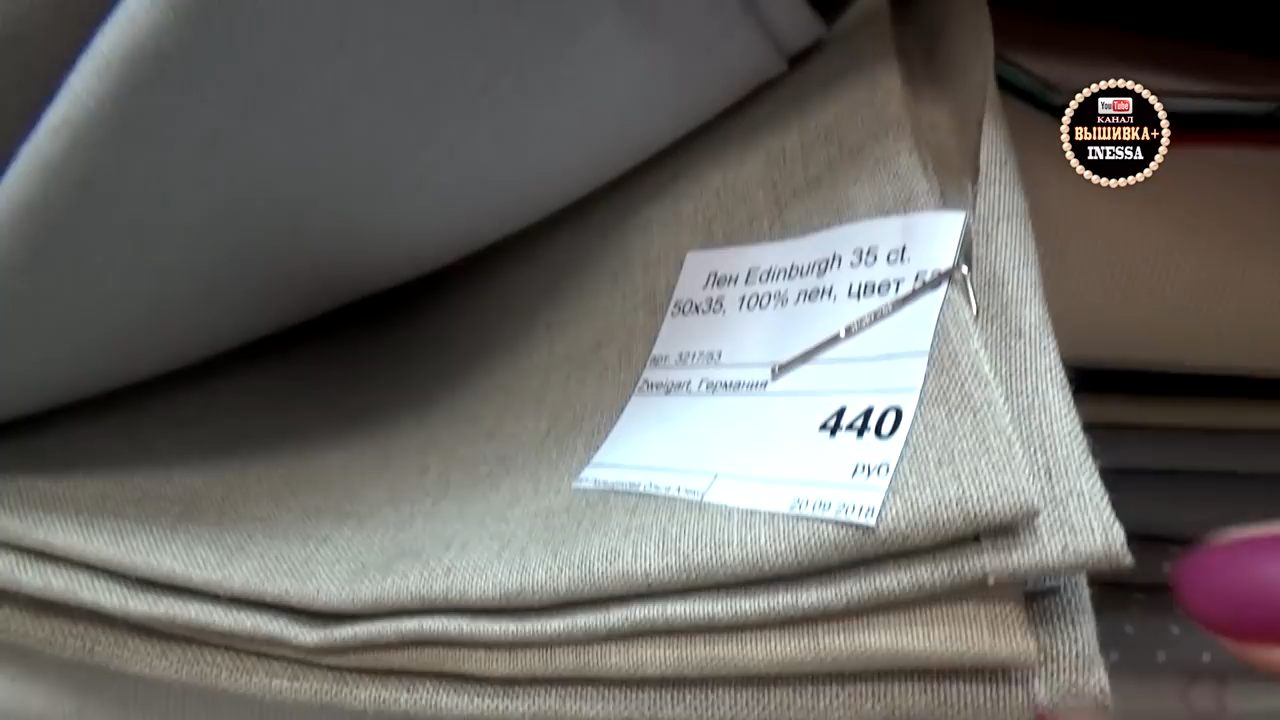 YouTube
КАНАЛ
ВЫШИВКА+
INESSA
Лен Edinburgh 35 ct.
50x35, 100% лен, цвет
арт. 3217/53
Zweigart, Германия
440
руб
20.09.2018